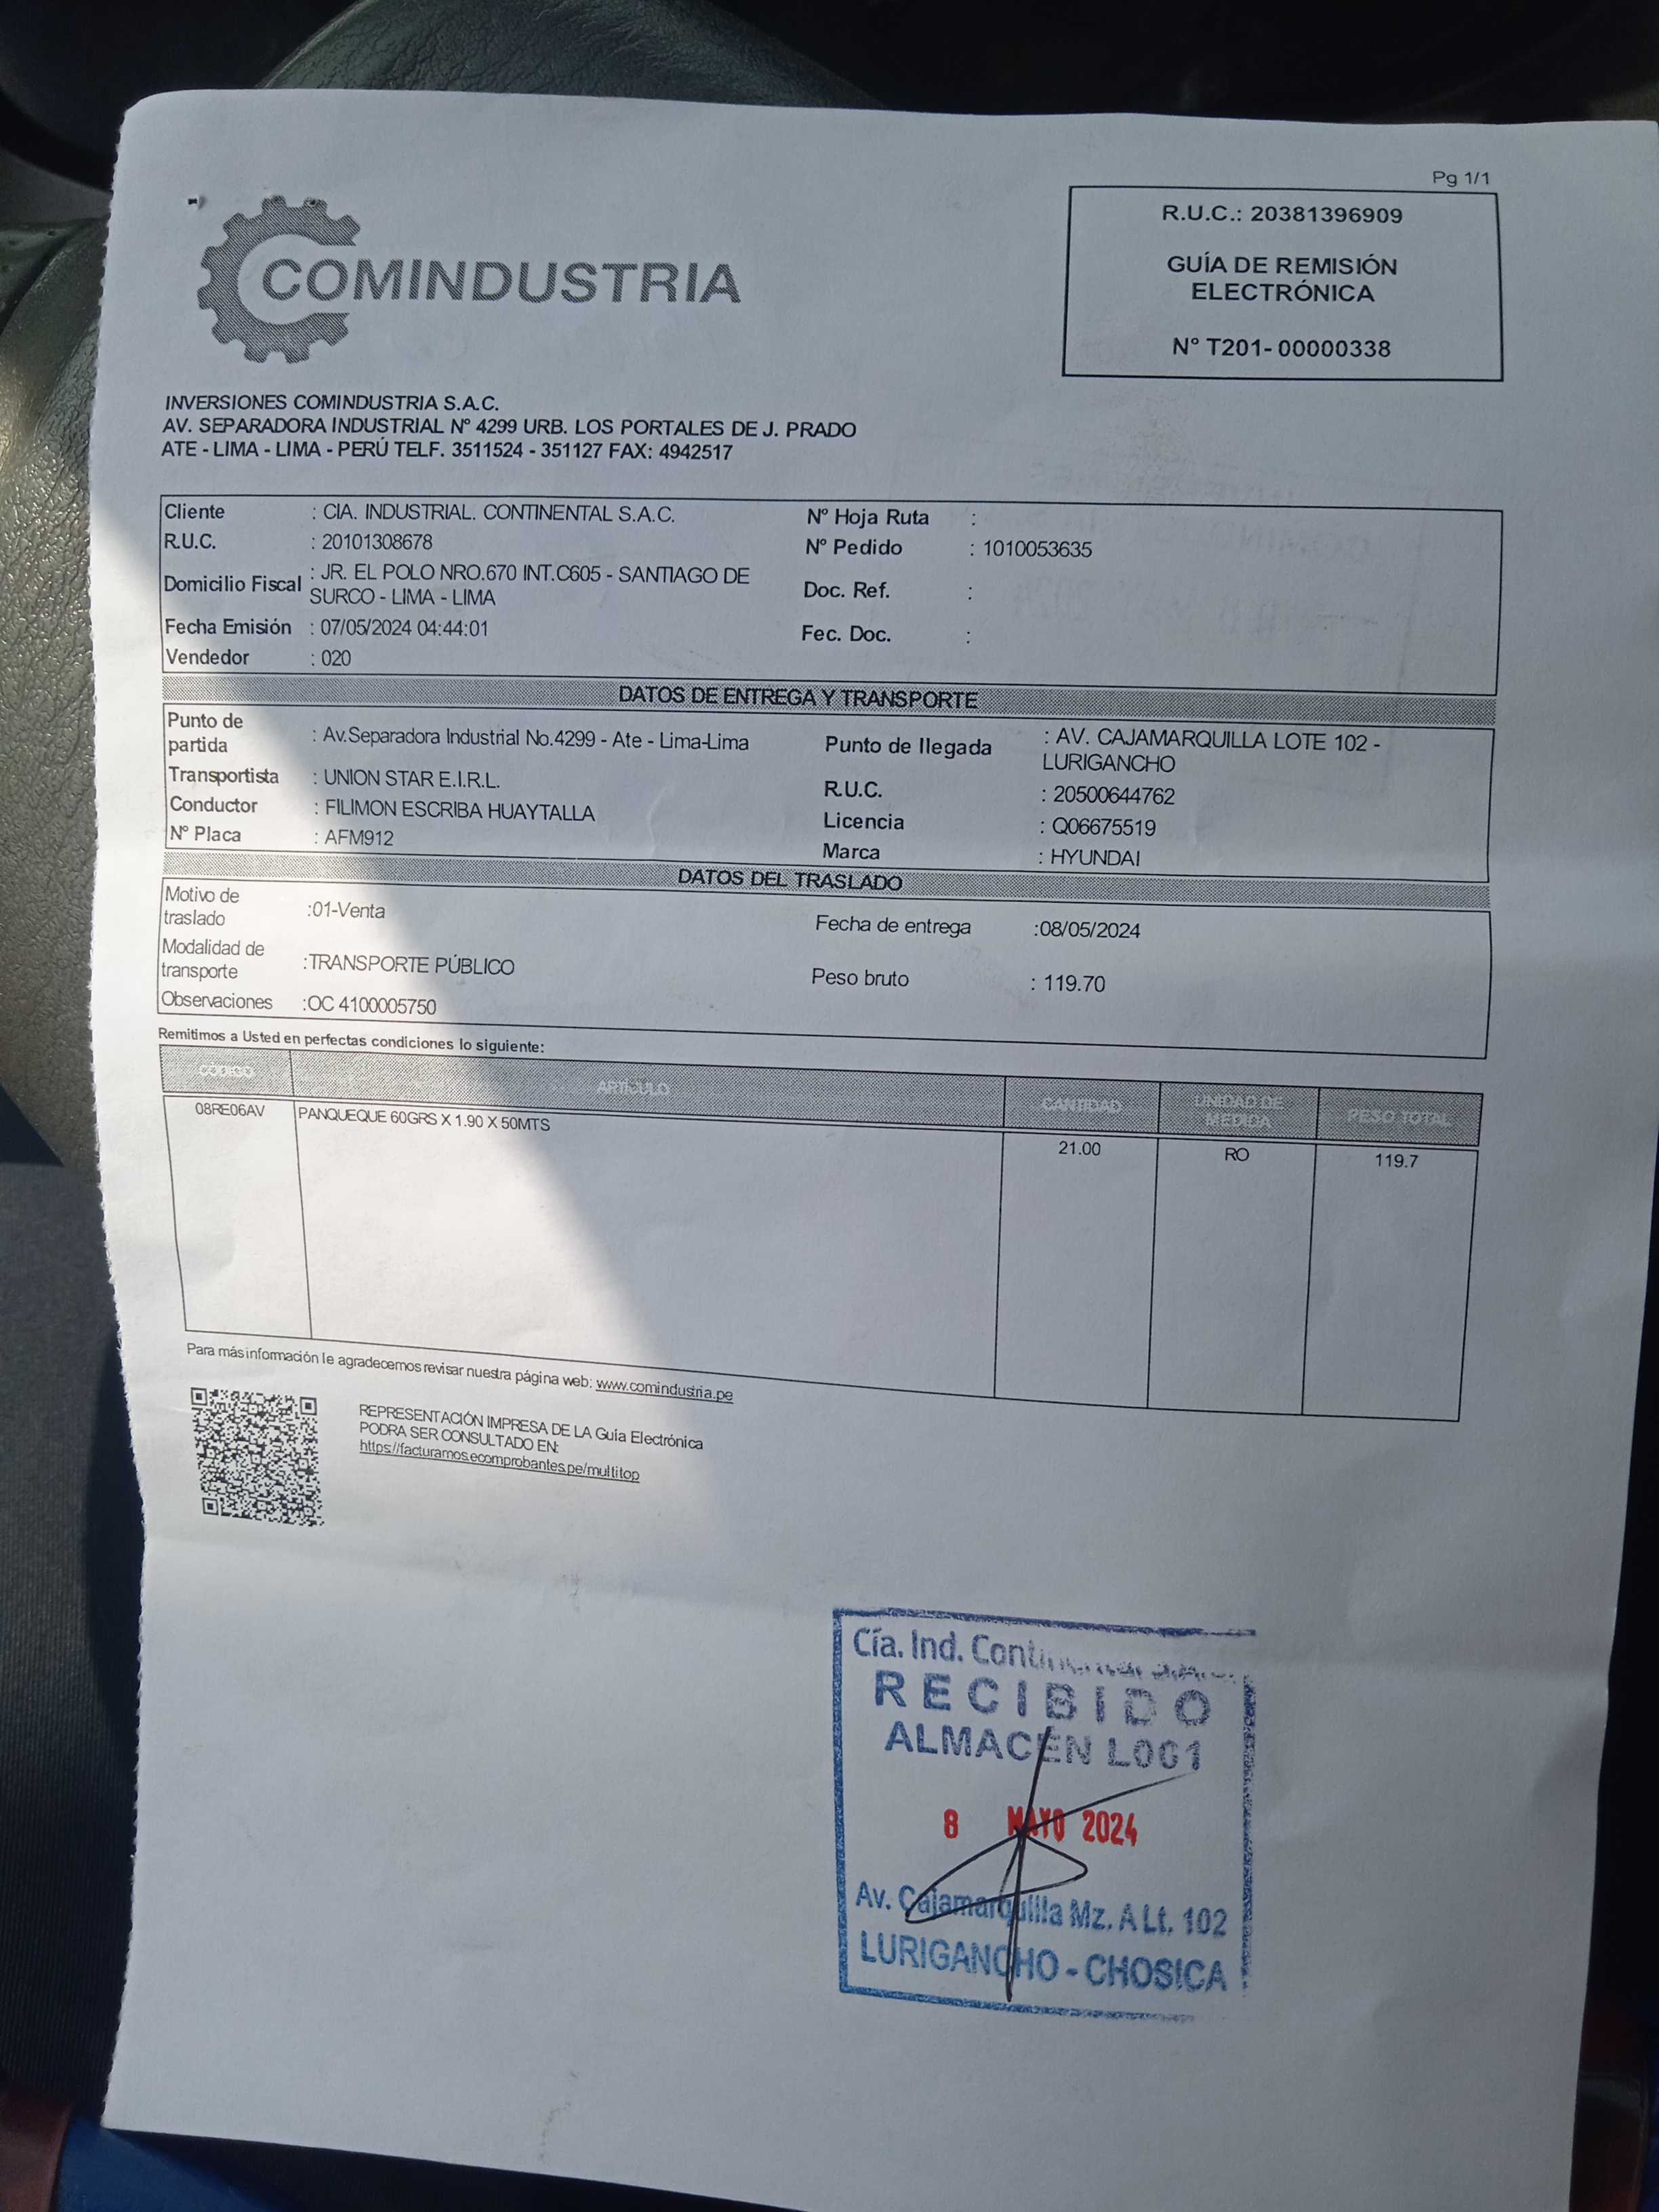 Pg 1/1
COMINDUSTRIA
R.U.C.: 20381396909
GUÍA DE REMISIÓN
ELECTRÓNICA
N° T201- 00000338
INVERSIONES COMINDUSTRIA S.A.C.
AV. SEPARADORA INDUSTRIAL N° 4299 URB. LOS PORTALES DE J. PRADO
ATE - LIMA - LIMA - PERÚ TELF. 3511524 - 351127 FAX: 4942517
Cliente : CIA. INDUSTRIAL. CONTINENTAL S.A.C. N° Hoja Ruta :
R.U.C. : 20101308678 N° Pedido : 1010053635
Domicilio Fiscal : JR. EL POLO NRO.670 INT.C605 - SANTIAGO DE SURCO - LIMA - LIMA Doc. Ref. :
Fecha Emisión : 07/05/2024 04:44:01 Fec. Doc. :
Vendedor : 020
DATOS DE ENTREGA Y TRANSPORTE
Punto de partida : Av.Separadora Industrial No.4299 - Ate - Lima-Lima Punto de llegada : AV. CAJAMARQUILLA LOTE 102 - LURIGANCHO
Transportista : UNION STAR E.I.R.L. R.U.C. : 20500644762
Conductor : FILIMON ESCRIBA HUAYTALLA Licencia : Q06675519
N° Placa : AFM912 Marca : HYUNDAI
DATOS DEL TRASLADO
Motivo de traslado :01-Venta Fecha de entrega :08/05/2024
Modalidad de transporte :TRANSPORTE PÚBLICO Peso bruto : 119.70
Observaciones :OC 4100005750
Remitimos a Usted en perfectas condiciones lo siguiente:
CÓDIGO ARTÍCULO CANTIDAD UNIDAD DE MEDIDA PESO TOTAL
08RE06AV PANQUEQUE 60GRS X 1.90 X 50MTS 21.00 RO 119.7
Para más información le agradecemos revisar nuestra página web: www.comindustria.pe
REPRESENTACIÓN IMPRESA DE LA Guía Electrónica
PODRA SER CONSULTADO EN:
https://facturamos.ecomprobantes.pe/multitop
Cía. Ind. Continental S.A.C.
RECIBIDO
ALMACEN L001
8 MAYO 2024
Av. Cajamarquilla Mz. A Lt. 102
LURIGANCHO - CHOSICA